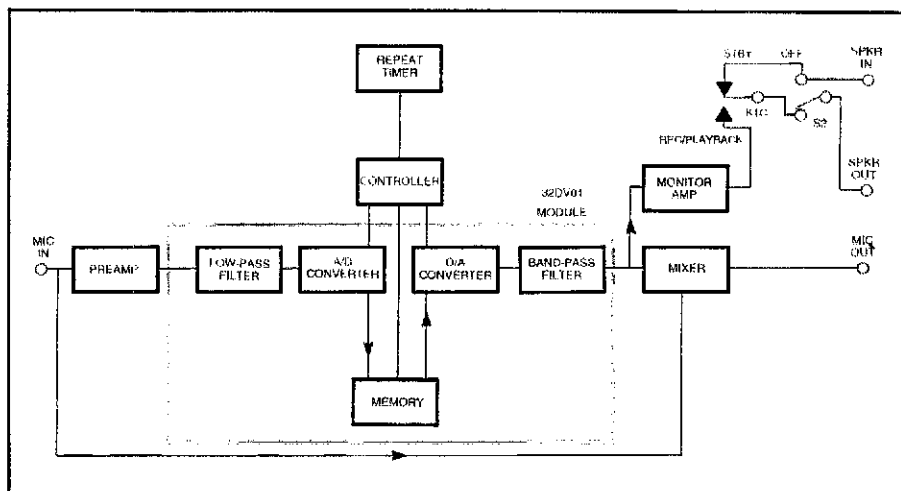 REPEAT
TIMER
STBY
OFF
SPKR
IN
K1C
S2
REC/PLAYBACK
CONTROLLER
32DV01
MODULE
MONITOR
AMP
SPKR
OUT
MIC
IN
PREAMP
LOW-PASS
FILTER
A/D
CONVERTER
D/A
CONVERTER
BAND-PASS
FILTER
MIXER
MIC
OUT
MEMORY